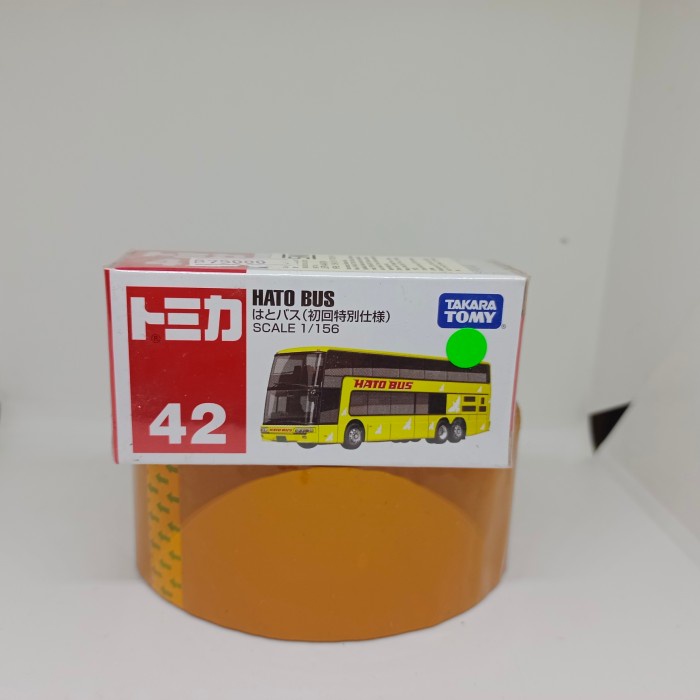 トミカ
®
42
HATO BUS
はとバス(初回特別仕様)
SCALE 1/156
TAKARA
TOMY
HATO BUS